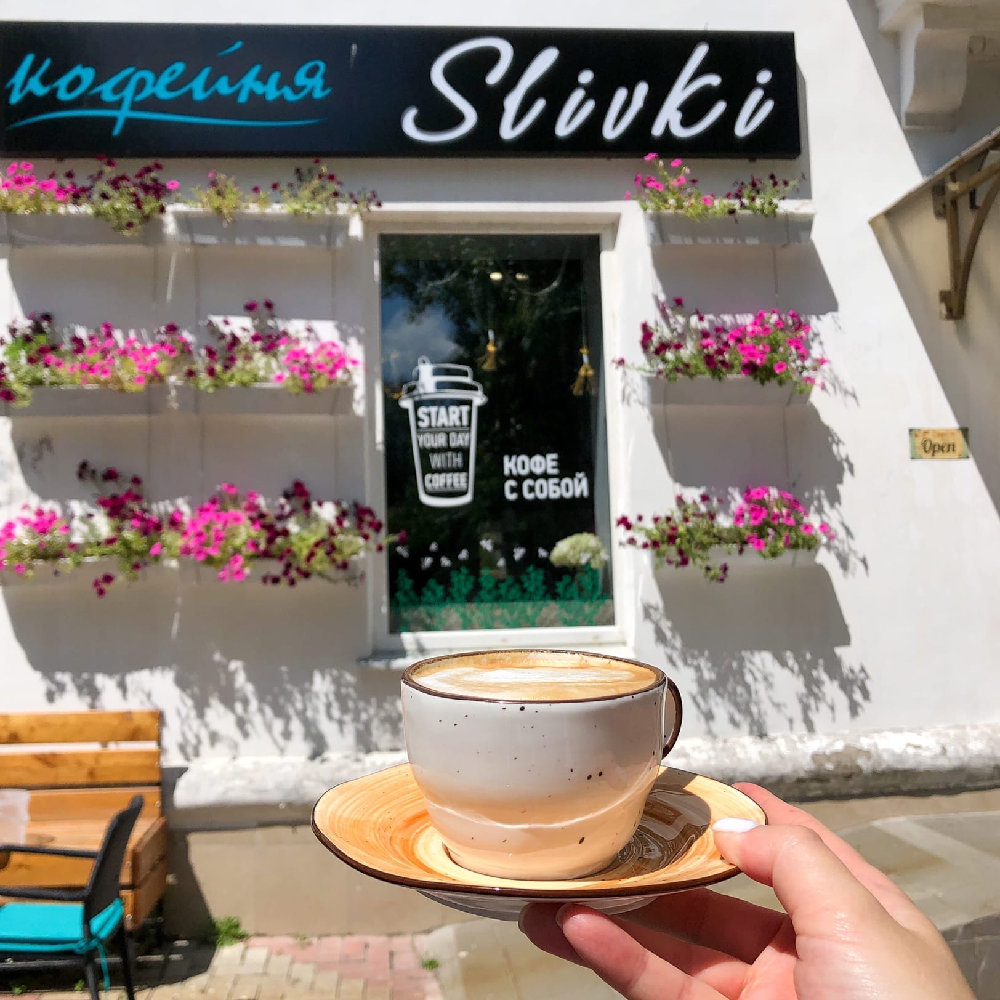 кофейня Slivki
START
YOUR DAY
WITH
COFFEE
КОФЕ
С СОБОЙ
Open